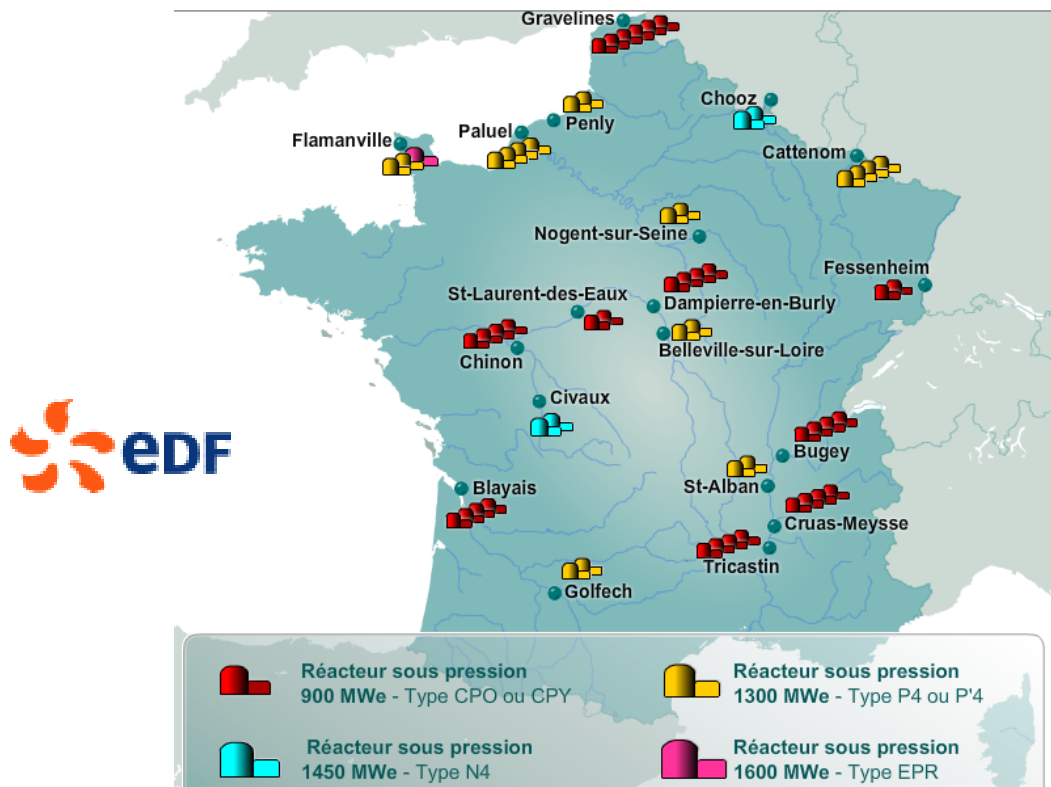 Gravelines
Chooz
Penly
Paluel
Flamanville
Cattenom
Nogent-sur-Seine
Fessenheim
St-Laurent-des-Eaux
Dampierre-en-Burly
Belleville-sur-Loire
Chinon
Civaux
eDF
Bugey
Blayais
St-Alban
Cruas-Meysse
Tricastin
Golfech
Réacteur sous pression
900 MWe - Type CPO ou CPY
Réacteur sous pression
1300 MWe - Type P4 ou P'4
Réacteur sous pression
1450 MWe - Type N4
Réacteur sous pression
1600 MWe - Type EPR